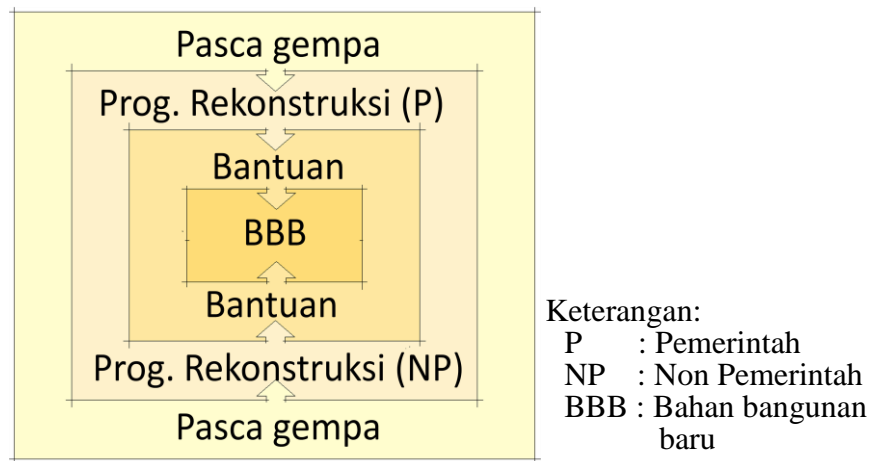 Pasca gempa
Prog. Rekonstruksi (P)
Bantuan
BBB
Bantuan
Prog. Rekonstruksi (NP)
Pasca gempa
Keterangan:
P : Pemerintah
NP : Non Pemerintah
BBB : Bahan bangunan
baru